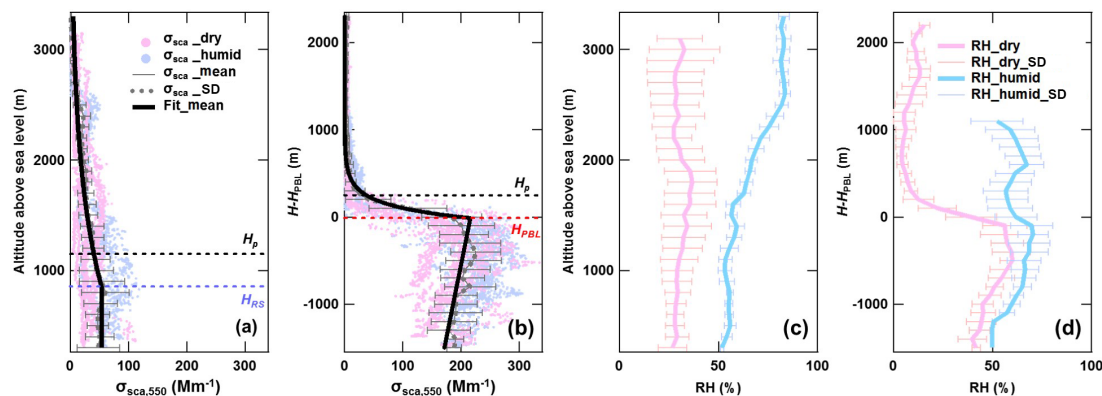 Altitude above sea level (m)
3000
2000
1000
σsca _dry
σsca _humid
σsca _mean
σsca _SD
Fit_mean
Hp
HRS
(a)
0 100 200 300
σsca,550 (Mm-1)
H-HPBL (m)
2000
1000
0
-1000
Hp
HPBL
(b)
0 100 200 300
σsca,550 (Mm-1)
Altitude above sea level (m)
3000
2000
1000
(c)
0 50 100
RH (%)
H-HPBL (m)
2000
1000
0
-1000
RH_dry
RH_dry_SD
RH_humid
RH_humid_SD
(d)
0 50 100
RH (%)